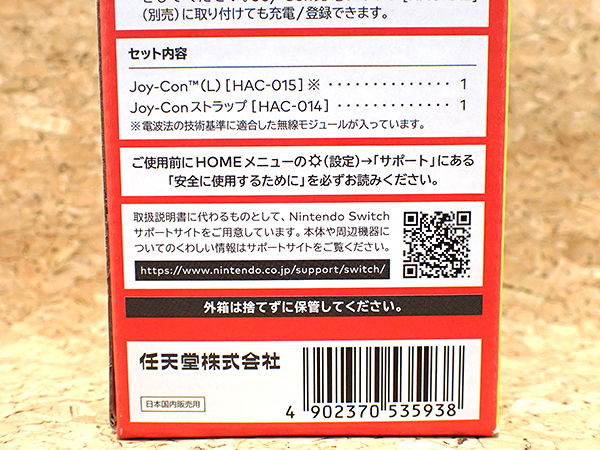 (別売)に取り付けても充電/登録できます。
セット内容
Joy-Con™(L)[HAC-015]※ ・・・・・・・・・・・・・・ 1
Joy-Conストラップ[HAC-014] ・・・・・・・・・・・・・ 1
※電波法の技術基準に適合した無線モジュールが入っています。
ご使用前にHOMEメニューの(設定)→「サポート」にある
「安全に使用するために」を必ずお読みください。
取扱説明書に代わるものとして、Nintendo Switch
サポートサイトをご用意しています。本体や周辺機器に
ついてのくわしい情報はサポートサイトをご覧ください。
https://www.nintendo.co.jp/support/switch/
外箱は捨てずに保管してください。
任天堂株式会社
日本国内販売用
4 902370 535938